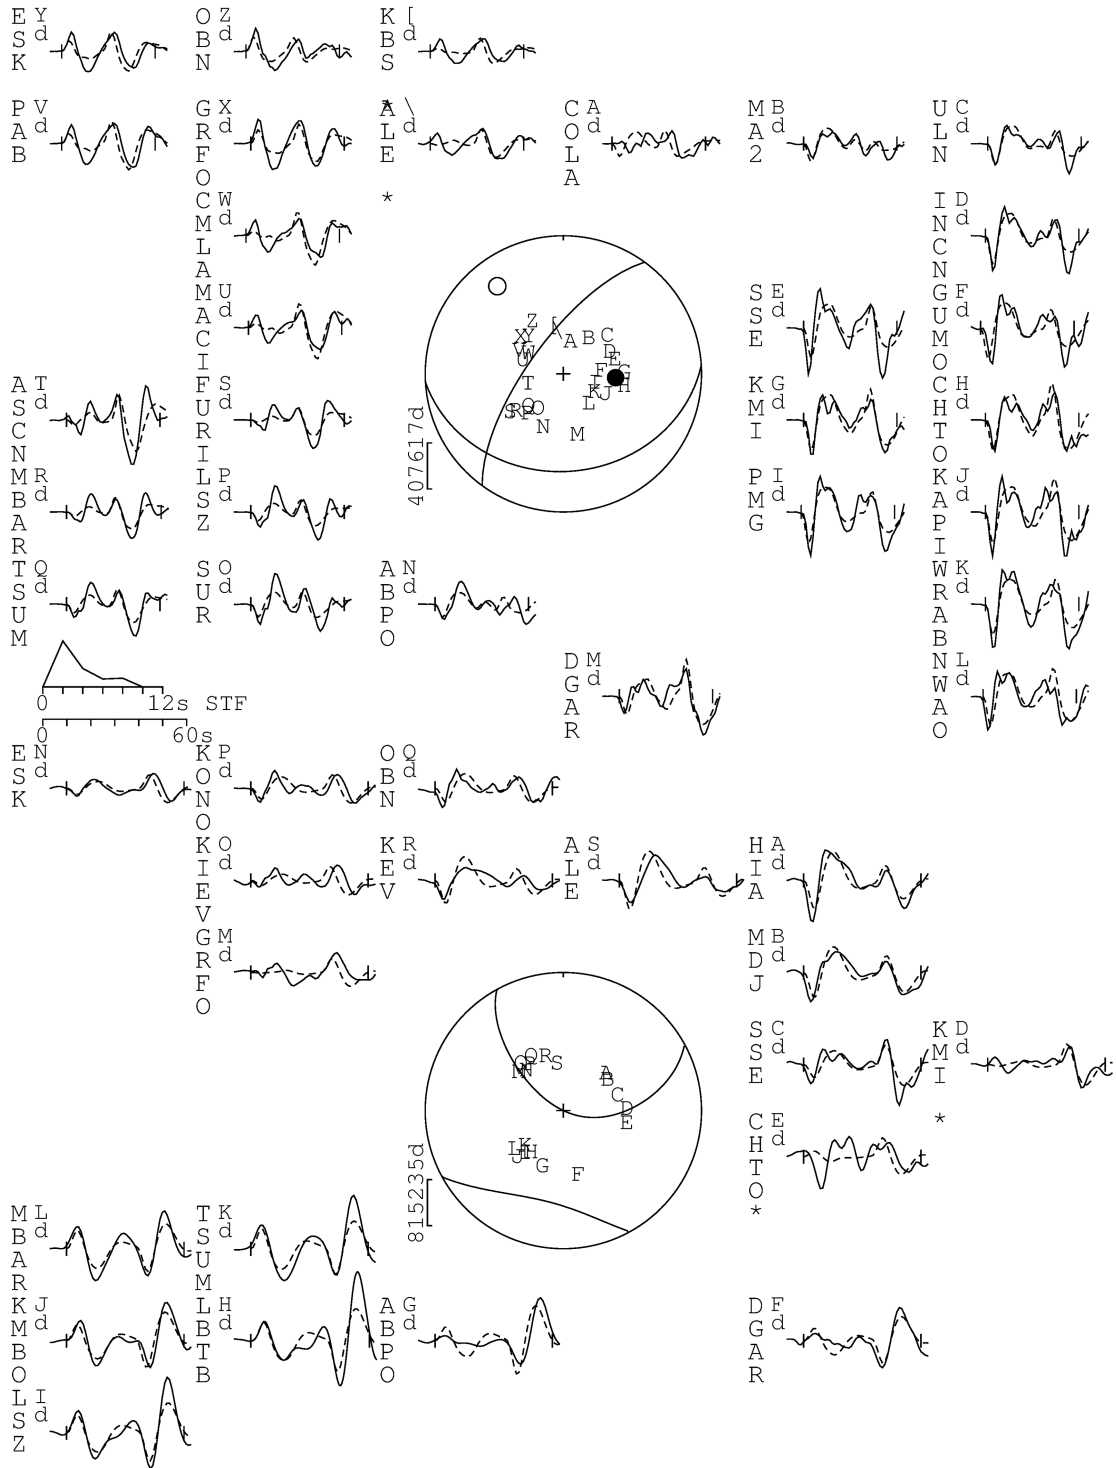 ESK Y d
OBN Z d
KBS [ d
PAB V d
GRFO X d
ALE \ d
*
COLA A d
MA2 B d
ULN C d
CMLA W d
INCN D d
MACI U d
SSE E d
GUMO F d
ASCN T d
FURI S d
KMI G d
CHTO H d
MBAR R d
LSZ P d
PMG I d
KAPI J d
TSUM Q d
SUR O d
ABPO N d
WRAB K d
DGAR M d
NWAO L d
407617d
0 12s STF
0 60s
ESK N d
KONO P d
OBN Q d
KIEV O d
KEV R d
ALE S d
HIA A d
GRFO M d
MDJ B d
SSE C d
KMI D d
*
CHTO E d
*
815235d
MBAR L d
TSUM K d
KMBO J d
LBTB H d
ABPO G d
DGAR F d
LSZ I d